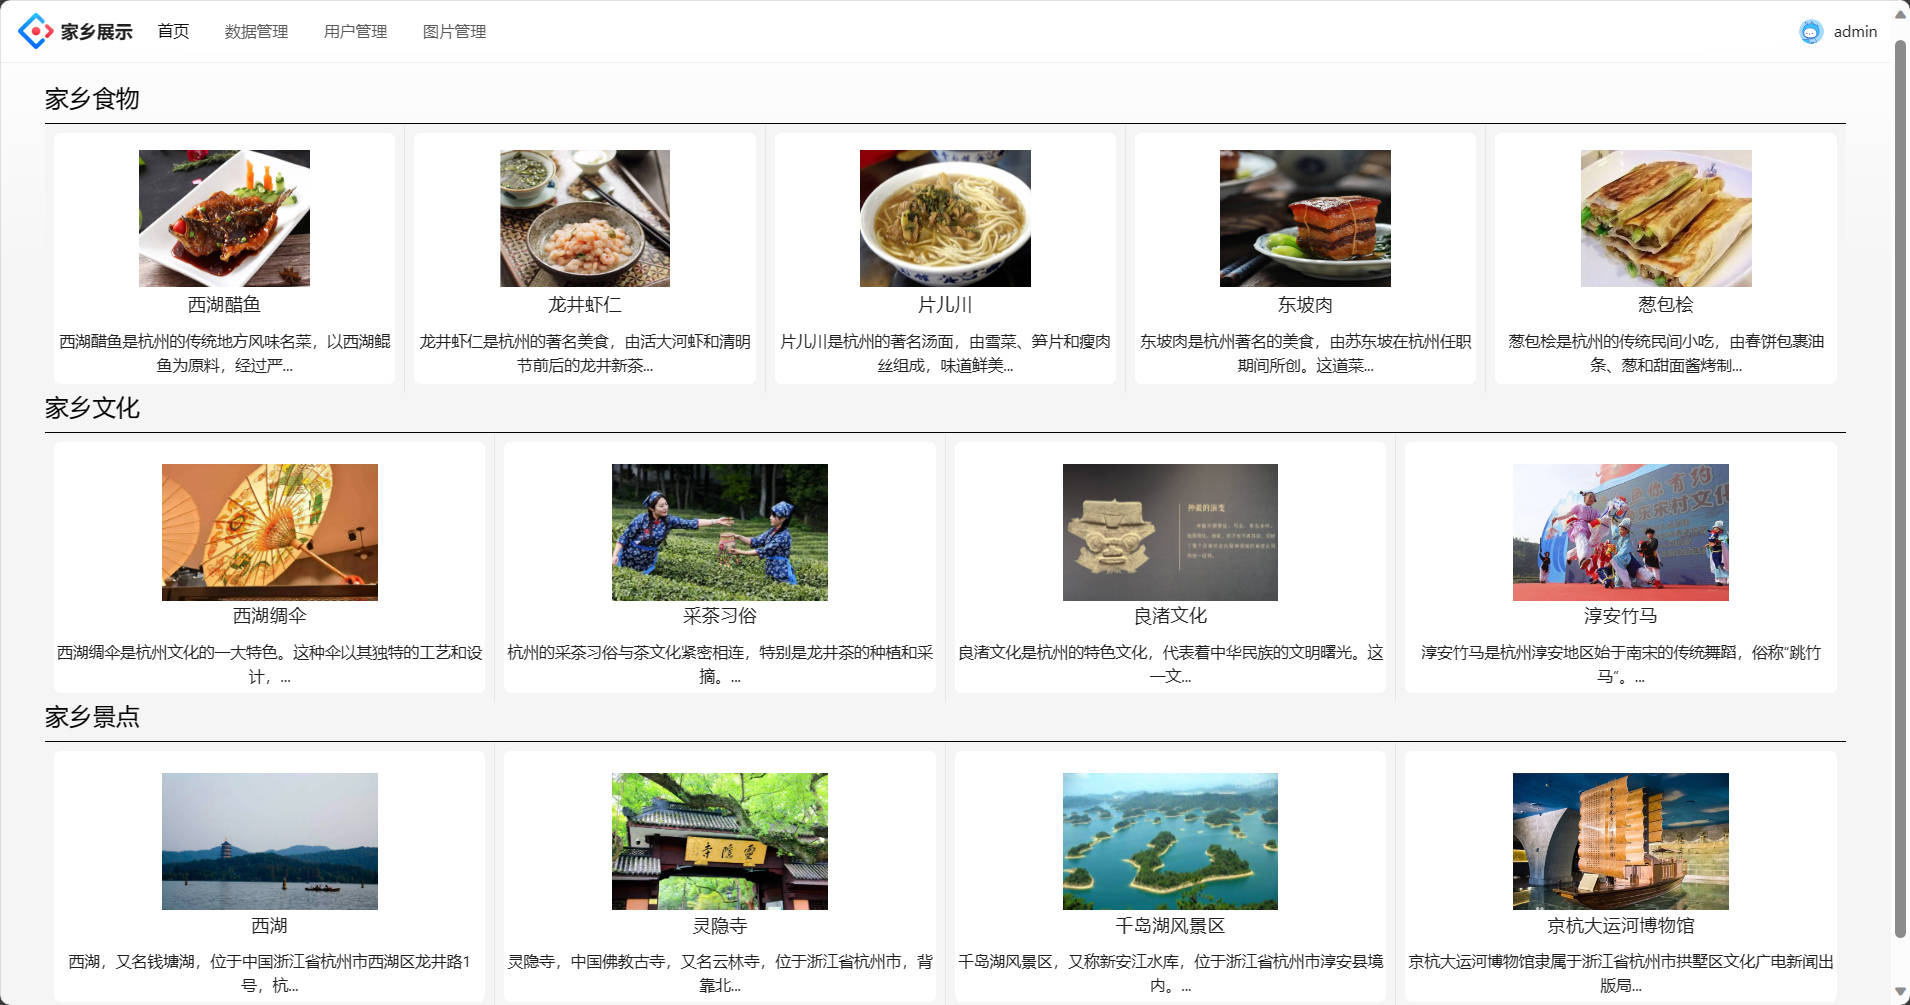 家乡展示 首页 数据管理 用户管理 图片管理 admin
家乡食物
西湖醋鱼
西湖醋鱼是杭州的传统地方风味名菜，以西湖鲲
鱼为原料，经过严...
龙井虾仁
龙井虾仁是杭州的著名美食，由活大河虾和清明
节前后的龙井新茶...
片儿川
片儿川是杭州的著名汤面，由雪菜、笋片和瘦肉
丝组成，味道鲜美...
东坡肉
东坡肉是杭州著名的美食，由苏东坡在杭州任职
期间所创。这道菜...
葱包桧
葱包桧是杭州的传统民间小吃，由春饼包裹油
条、葱和甜面酱烤制...
家乡文化
西湖绸伞
西湖绸伞是杭州文化的一大特色。这种伞以其独特的工艺和设
计，...
采茶习俗
杭州的采茶习俗与茶文化紧密相连，特别是龙井茶的种植和采
摘。...
神徽的演变
良渚文化
良渚文化是杭州的特色文化，代表着中华民族的文明曙光。这
一文...
有约
乐宋村文化
淳安竹马
淳安竹马是杭州淳安地区始于南宋的传统舞蹈，俗称“跳竹
马”。...
家乡景点
西湖
西湖，又名钱塘湖，位于中国浙江省杭州市西湖区龙井路1
号，杭...
寺隐靈
灵隐寺
灵隐寺，中国佛教古寺，又名云林寺，位于浙江省杭州市，背
靠北...
千岛湖风景区
千岛湖风景区，又称新安江水库，位于浙江省杭州市淳安县境
内。...
京杭大运河博物馆
京杭大运河博物馆隶属于浙江省杭州市拱墅区文化广电新闻出
版局...